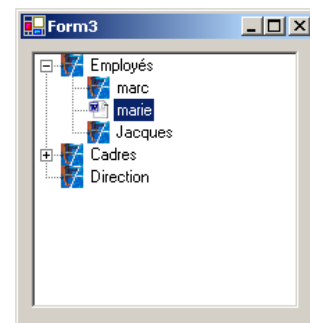 Form3
Employés
marc
marie
Jacques
Cadres
Direction